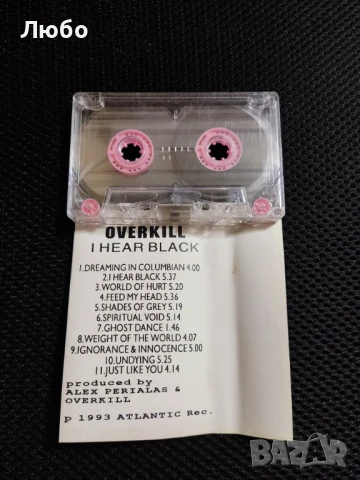 Любо
OVERKILL
I HEAR BLACK
1.DREAMING IN COLUMBIAN 4.00
2.I HEAR BLACK 5.37
3.WORLD OF HURT 5.20
4.FEED MY HEAD 5.36
5.SHADES OF GREY 5.19
6.SPIRITUAL VOID 5.14
7.GHOST DANCE 1.46
8.WEIGHT OF THE WORLD 4.07
9.IGNORANCE & INNOCENCE 5.00
10.UNDYING 5.25
11.JUST LIKE YOU 4.14
produced by
ALEX PERIALAS &
OVERKILL
p 1993 ATLANTIC Rec.
BAZAR